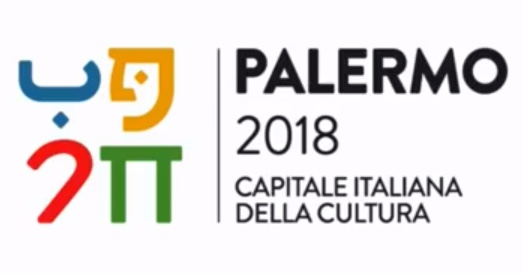 ب פ
𐤐 П
PALERMO
2018
CAPITALE ITALIANA
DELLA CULTURA